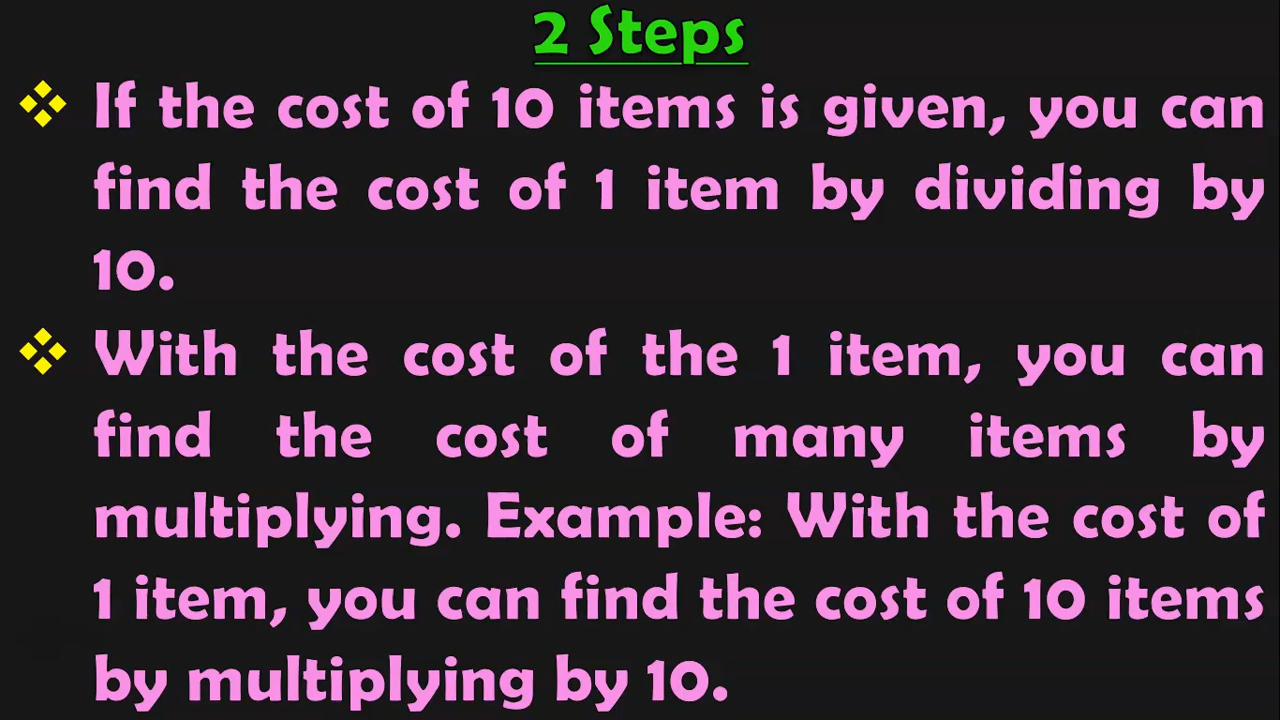 2 Steps
If the cost of 10 items is given, you can
find the cost of 1 item by dividing by
10.
With the cost of the 1 item, you can
find the cost of many items by
multiplying. Example: With the cost of
1 item, you can find the cost of 10 items
by multiplying by 10.